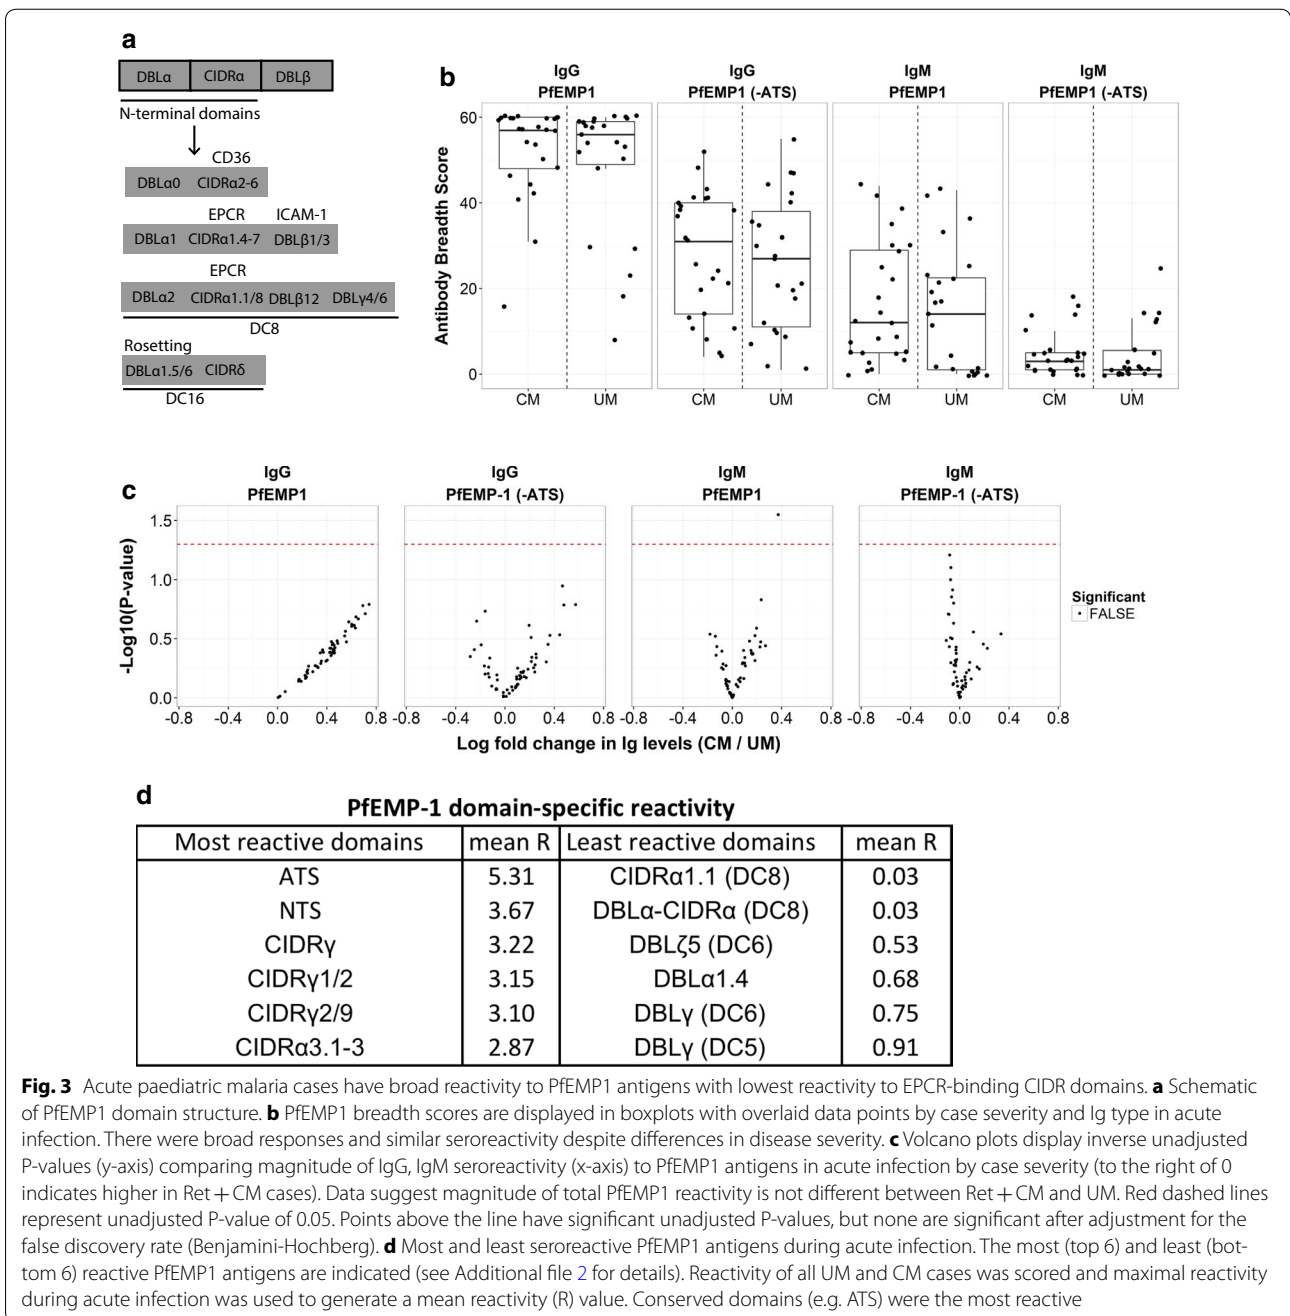 a
DBLα CIDRα DBLβ
N-terminal domains
CD36
DBLα0 CIDRα2-6
EPCR ICAM-1
DBLα1 CIDRα1.4-7 DBLβ1/3
EPCR
DBLα2 CIDRα1.1/8 DBLβ12 DBLγ4/6
DC8
Rosetting
DBLα1.5/6 CIDRδ
DC16
b
IgG IgG IgM IgM
PfEMP1 PfEMP1 (-ATS) PfEMP1 PfEMP1 (-ATS)
Antibody Breadth Score
60
40
20
0
CM UM CM UM CM UM CM UM
c
IgG IgG IgM IgM
PfEMP1 PfEMP-1 (-ATS) PfEMP1 PfEMP-1 (-ATS)
-Log10(P-value)
1.5
1.0
0.5
0.0
-0.8 -0.4 0.0 0.4 0.8 -0.8 -0.4 0.0 0.4 0.8 -0.8 -0.4 0.0 0.4 0.8 -0.8 -0.4 0.0 0.4 0.8
Log fold change in Ig levels (CM / UM)
Significant
FALSE
d
PfEMP-1 domain-specific reactivity
Most reactive domains mean R Least reactive domains mean R
ATS 5.31 CIDRα1.1 (DC8) 0.03
NTS 3.67 DBLα-CIDRα (DC8) 0.03
CIDRγ 3.22 DBLζ5 (DC6) 0.53
CIDRγ1/2 3.15 DBLα1.4 0.68
CIDRγ2/9 3.10 DBLγ (DC6) 0.75
CIDRα3.1-3 2.87 DBLγ (DC5) 0.91
Fig. 3 Acute paediatric malaria cases have broad reactivity to PfEMP1 antigens with lowest reactivity to EPCR-binding CIDR domains. a Schematic
of PfEMP1 domain structure. b PfEMP1 breadth scores are displayed in boxplots with overlaid data points by case severity and Ig type in acute
infection. There were broad responses and similar seroreactivity despite differences in disease severity. c Volcano plots display inverse unadjusted
P-values (y-axis) comparing magnitude of IgG, IgM seroreactivity (x-axis) to PfEMP1 antigens in acute infection by case severity (to the right of 0
indicates higher in Ret + CM cases). Data suggest magnitude of total PfEMP1 reactivity is not different between Ret + CM and UM. Red dashed lines
represent unadjusted P-value of 0.05. Points above the line have significant unadjusted P-values, but none are significant after adjustment for the
false discovery rate (Benjamini-Hochberg). d Most and least seroreactive PfEMP1 antigens during acute infection. The most (top 6) and least (bot-
tom 6) reactive PfEMP1 antigens are indicated (see Additional file 2 for details). Reactivity of all UM and CM cases was scored and maximal reactivity
during acute infection was used to generate a mean reactivity (R) value. Conserved domains (e.g. ATS) were the most reactive